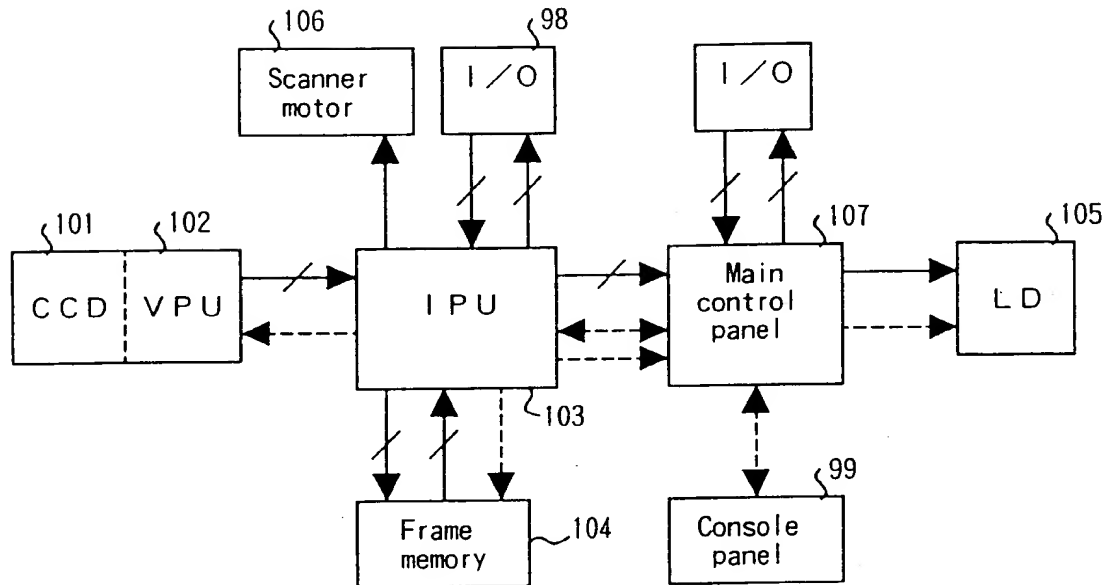 106
98
Scanner
motor
I/O
I/O
101
102
107
105
CCD
VPU
IPU
Main
control
panel
LD
103
99
Frame
memory
104
Console
panel